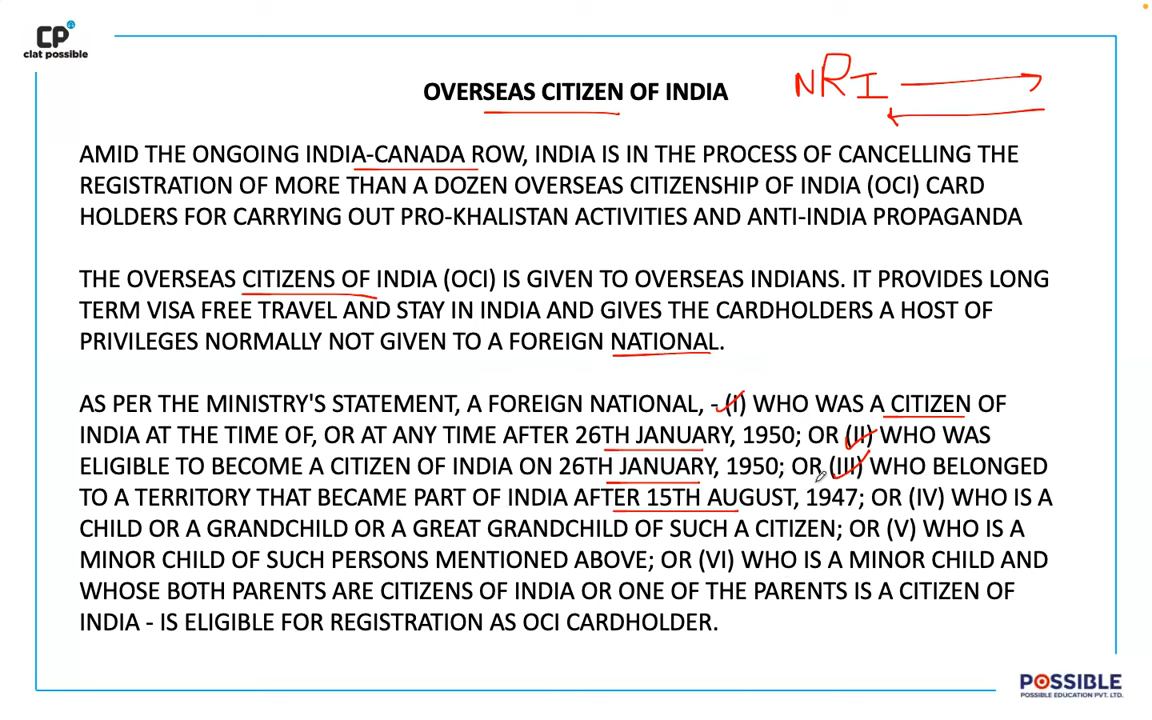 CP
clat possible
OVERSEAS CITIZEN OF INDIA
NRI
AMID THE ONGOING INDIA-CANADA ROW, INDIA IS IN THE PROCESS OF CANCELLING THE
REGISTRATION OF MORE THAN A DOZEN OVERSEAS CITIZENSHIP OF INDIA (OCI) CARD
HOLDERS FOR CARRYING OUT PRO-KHALISTAN ACTIVITIES AND ANTI-INDIA PROPAGANDA
THE OVERSEAS CITIZENS OF INDIA (OCI) IS GIVEN TO OVERSEAS INDIANS. IT PROVIDES LONG
TERM VISA FREE TRAVEL AND STAY IN INDIA AND GIVES THE CARDHOLDERS A HOST OF
PRIVILEGES NORMALLY NOT GIVEN TO A FOREIGN NATIONAL.
AS PER THE MINISTRY'S STATEMENT, A FOREIGN NATIONAL, - (I) WHO WAS A CITIZEN OF
INDIA AT THE TIME OF, OR AT ANY TIME AFTER 26TH JANUARY, 1950; OR (II) WHO WAS
ELIGIBLE TO BECOME A CITIZEN OF INDIA ON 26TH JANUARY, 1950; OR (III) WHO BELONGED
TO A TERRITORY THAT BECAME PART OF INDIA AFTER 15TH AUGUST, 1947; OR (IV) WHO IS A
CHILD OR A GRANDCHILD OR A GREAT GRANDCHILD OF SUCH A CITIZEN; OR (V) WHO IS A
MINOR CHILD OF SUCH PERSONS MENTIONED ABOVE; OR (VI) WHO IS A MINOR CHILD AND
WHOSE BOTH PARENTS ARE CITIZENS OF INDIA OR ONE OF THE PARENTS IS A CITIZEN OF
INDIA - IS ELIGIBLE FOR REGISTRATION AS OCI CARDHOLDER.
POSSIBLE
POSSIBLE EDUCATION PVT. LTD.